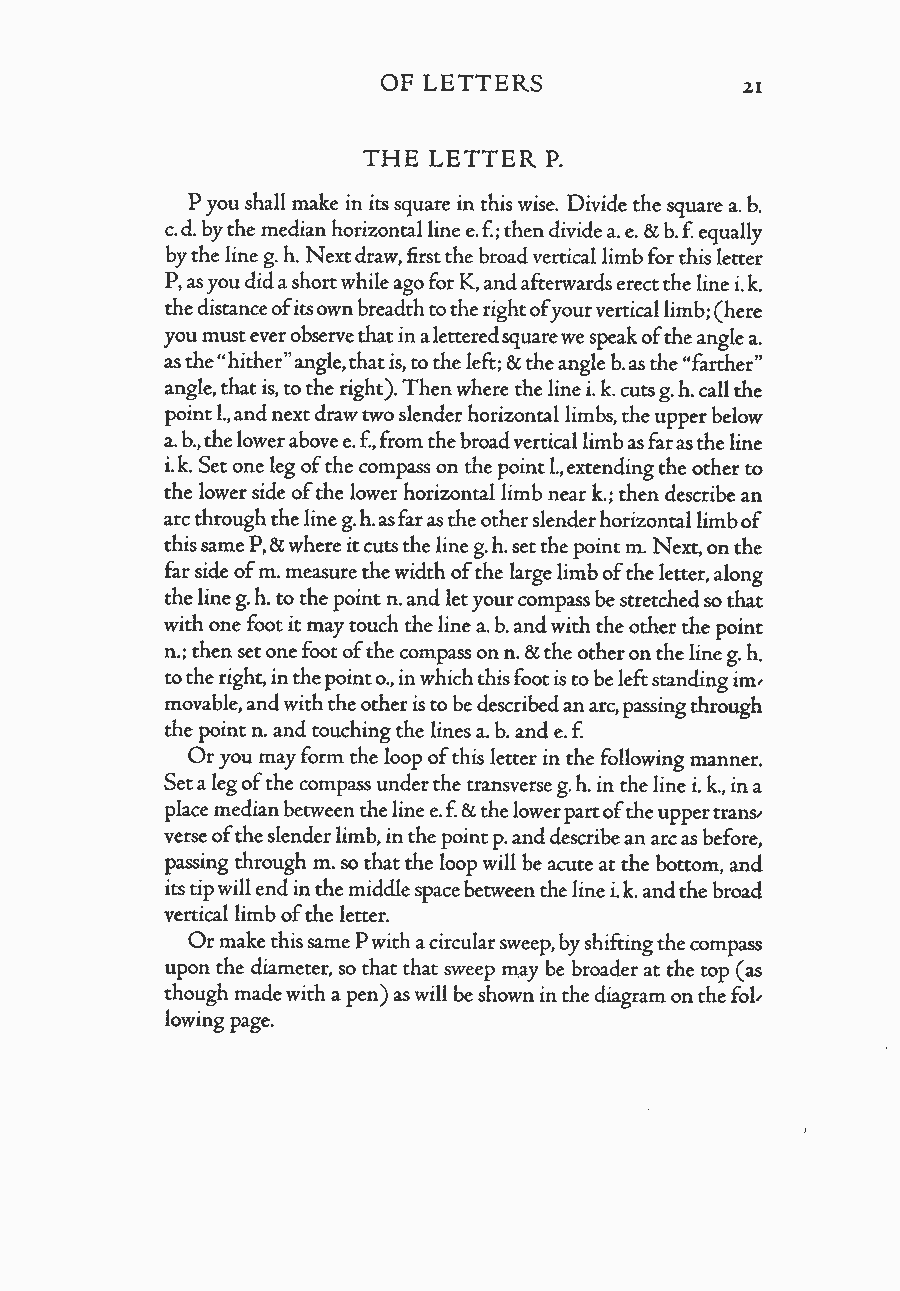 OF LETTERS 21
THE LETTER P.
P you shall make in its square in this wise. Divide the square a. b.
c.d. by the median horizontal line e.f.; then divide a. e. & b.f. equally
by the line g. h. Next draw, first the broad vertical limb for this letter
P, as you did a short while ago for K, and afterwards erect the line i.k.
the distance of its own breadth to the right of your vertical limb; (here
you must ever observe that in a lettered square we speak of the angle a.
as the "hither" angle, that is, to the left; & the angle b. as the "farther"
angle, that is, to the right). Then where the line i. k. cuts g. h. call the
point l., and next draw two slender horizontal limbs, the upper below
a. b., the lower above e. f., from the broad vertical limb as far as the line
i.k. Set one leg of the compass on the point l., extending the other to
the lower side of the lower horizontal limb near k.; then describe an
arc through the line g.h. as far as the other slender horizontal limb of
this same P, & where it cuts the line g. h. set the point m. Next, on the
far side of m. measure the width of the large limb of the letter, along
the line g. h. to the point n. and let your compass be stretched so that
with one foot it may touch the line a. b. and with the other the point
n.; then set one foot of the compass on n. & the other on the line g. h.
to the right, in the point o., in which this foot is to be left standing im-
movable, and with the other is to be described an arc, passing through
the point n. and touching the lines a. b. and e. f.
Or you may form the loop of this letter in the following manner.
Set a leg of the compass under the transverse g. h. in the line i. k., in a
place median between the line e.f. & the lower part of the upper trans-
verse of the slender limb, in the point p. and describe an arc as before,
passing through m. so that the loop will be acute at the bottom, and
its tip will end in the middle space between the line i.k. and the broad
vertical limb of the letter.
Or make this same P with a circular sweep, by shifting the compass
upon the diameter, so that that sweep may be broader at the top (as
though made with a pen) as will be shown in the diagram on the fol-
lowing page.